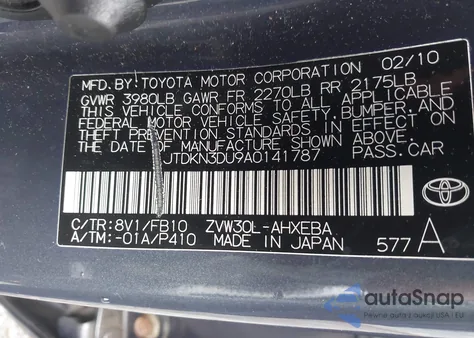 MFD. BY: TOYOTA MOTOR CORPORATION 02/10
GVWR 3980LB GAWR FR 2270LB RR 2175LB
THIS VEHICLE CONFORMS TO ALL APPLICABLE
FEDERAL MOTOR VEHICLE SAFETY, BUMPER, AND
THEFT PREVENTION STANDARDS IN EFFECT ON
THE DATE OF MANUFACTURE SHOWN ABOVE.
JTDKN3DU9A0141787 PASS. CAR
C/TR: 8V1/FB10 ZVW30L-AHXEBA
A/TM: -01A/P410 MADE IN JAPAN 577 A
TOYOTA
autoSnap